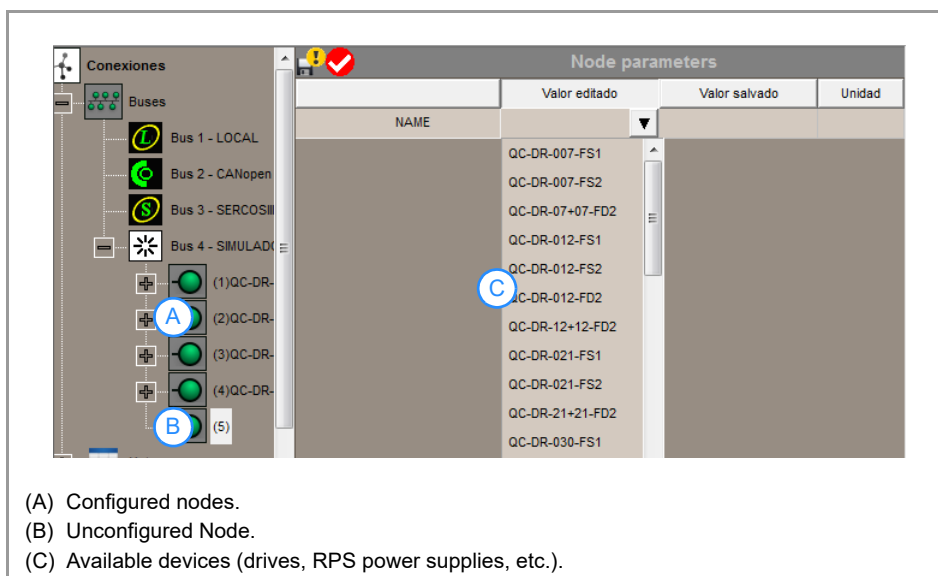 Conexiones
Node parameters
Buses
Valor editado Valor salvado Unidad
NAME
Bus 1 - LOCAL
Bus 2 - CANopen
Bus 3 - SERCOSIII
Bus 4 - SIMULADO
(1)QC-DR-
(2)QC-DR-
(3)QC-DR-
(4)QC-DR-
(5)
QC-DR-007-FS1
QC-DR-007-FS2
QC-DR-07+07-FD2
QC-DR-012-FS1
QC-DR-012-FS2
QC-DR-012-FD2
QC-DR-12+12-FD2
QC-DR-021-FS1
QC-DR-021-FS2
QC-DR-21+21-FD2
QC-DR-030-FS1
A
B
C
(A) Configured nodes.
(B) Unconfigured Node.
(C) Available devices (drives, RPS power supplies, etc.).